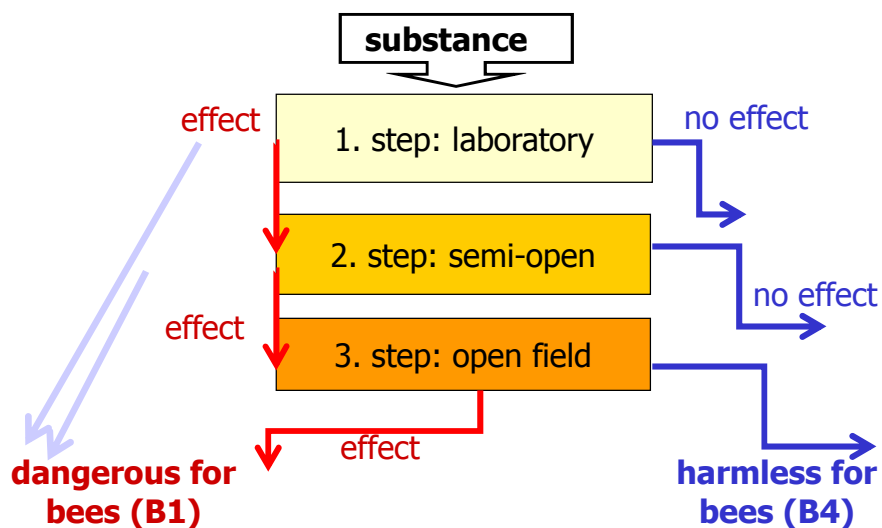 substance
effect
1. step: laboratory
no effect
2. step: semi-open
no effect
effect
3. step: open field
effect
dangerous for
bees (B1)
harmless for
bees (B4)